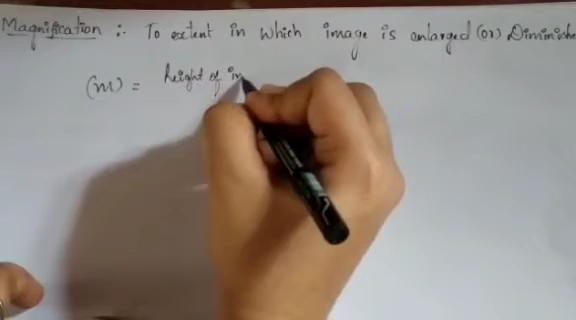 Magnification :- To extent in which image is enlarged (or) Diminishe
(m) = height of im